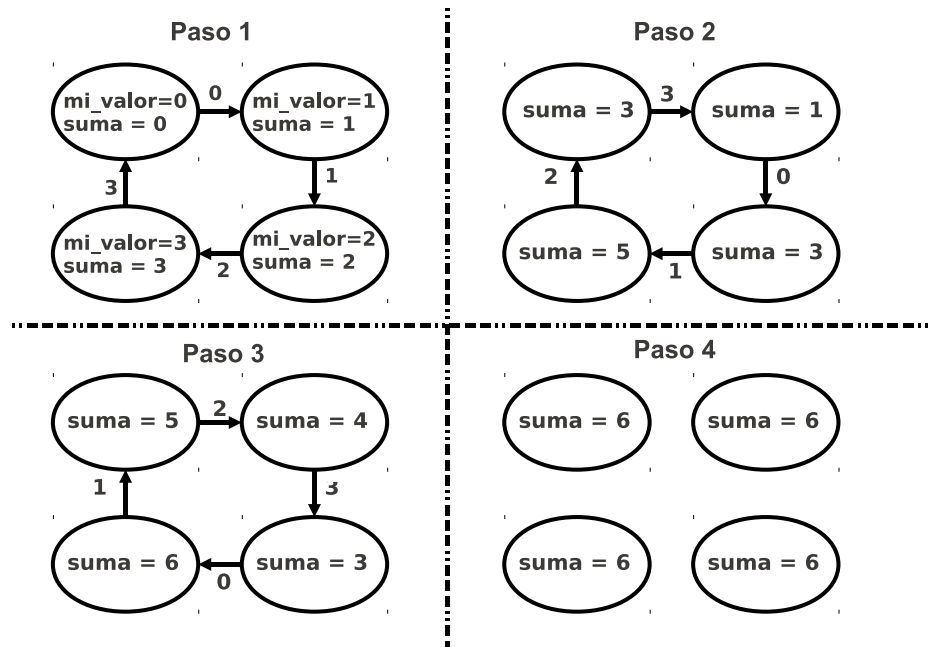 Paso 1
mi_valor=0
suma = 0
0
mi_valor=1
suma = 1
3
1
mi_valor=3
suma = 3
2
mi_valor=2
suma = 2
Paso 2
suma = 3
3
suma = 1
2
0
suma = 5
1
suma = 3
Paso 3
suma = 5
2
suma = 4
1
3
suma = 6
0
suma = 3
Paso 4
suma = 6
suma = 6
suma = 6
suma = 6